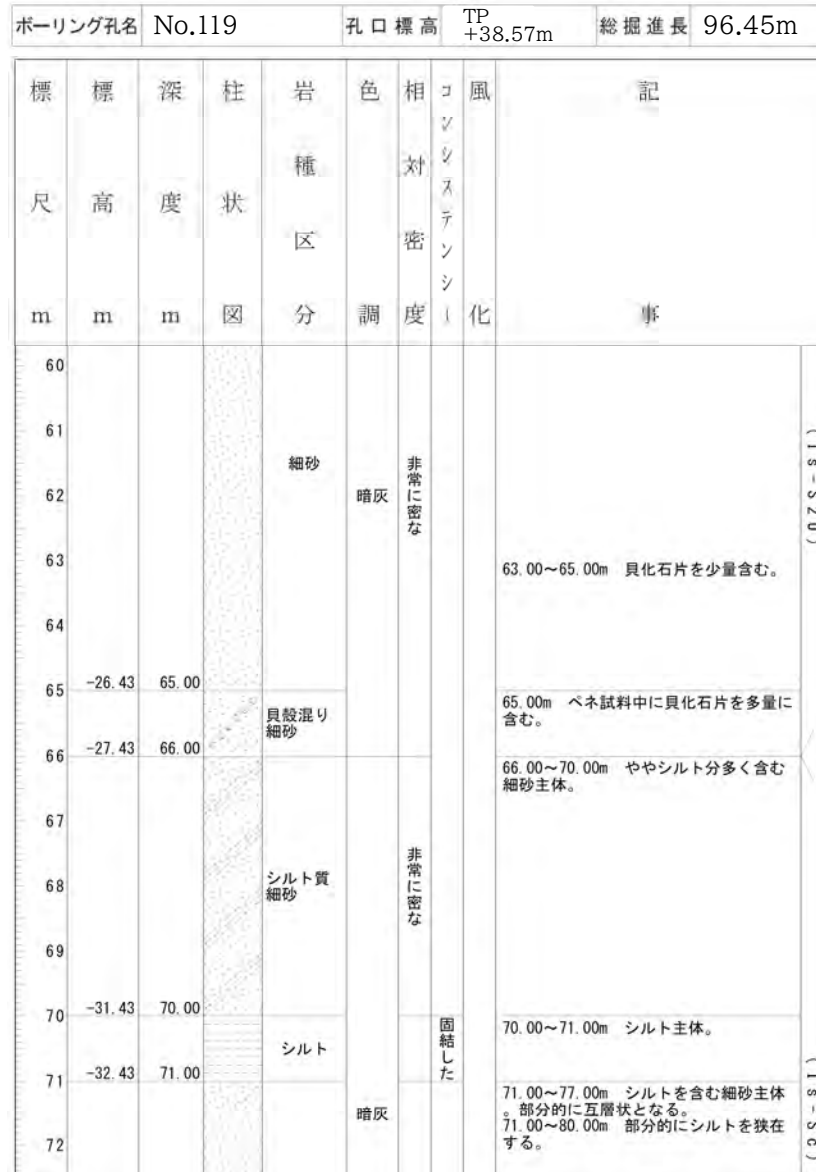 ボーリング孔名 No.119 孔口標高 TP +38.57m 総掘進長 96.45m
標尺m 標高m 深度m 柱状図 岩種区分 色調 相対密度 コンシステンシー 風化 記事
60
61
細砂 非常に密な
62 暗灰
63
63.00～65.00m 貝化石片を少量含む。
64
65 -26.43 65.00
65.00m ペネ試料中に貝化石片を多量に
含む。
貝殻混り
細砂
66 -27.43 66.00
66.00～70.00m ややシルト分多く含む
細砂主体。
67
68 シルト質
細砂
非常に密な
69
70 -31.43 70.00
70.00～71.00m シルト主体。
シルト 固結した
71 -32.43 71.00
71.00～77.00m シルトを含む細砂主体
。部分的に互層状となる。
暗灰
71.00～80.00m 部分的にシルトを狭在
する。
72